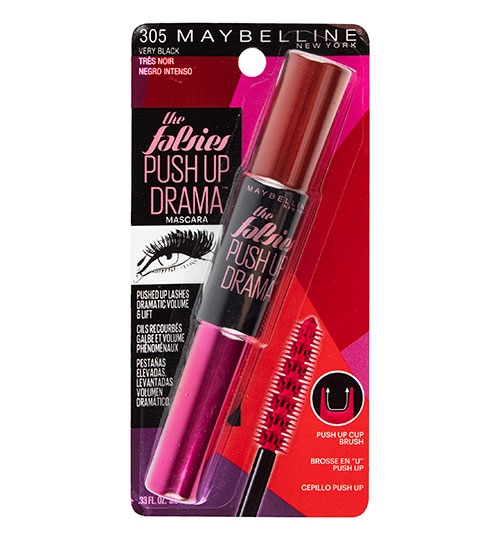 305 MAYBELLINE
NEW YORK
VERY BLACK
TRÈS NOIR
NEGRO INTENSO
the
falsies
PUSH UP
DRAMA™
MASCARA
PUSHED UP LASHES
DRAMATIC VOLUME
& LIFT
CILS RECOURBÉS
GALBE ET VOLUME
PHÉNOMÉNAUX
PESTAÑAS
ELEVADAS,
LEVANTADAS
VOLUMEN
DRAMÁTICO.
.33 FL. OZ.
MAYBELLINE
the
falsies
PUSH UP
DRAMA
PUSH UP CUP
BRUSH
BROSSE EN "U"
PUSH UP
CEPILLO PUSH UP